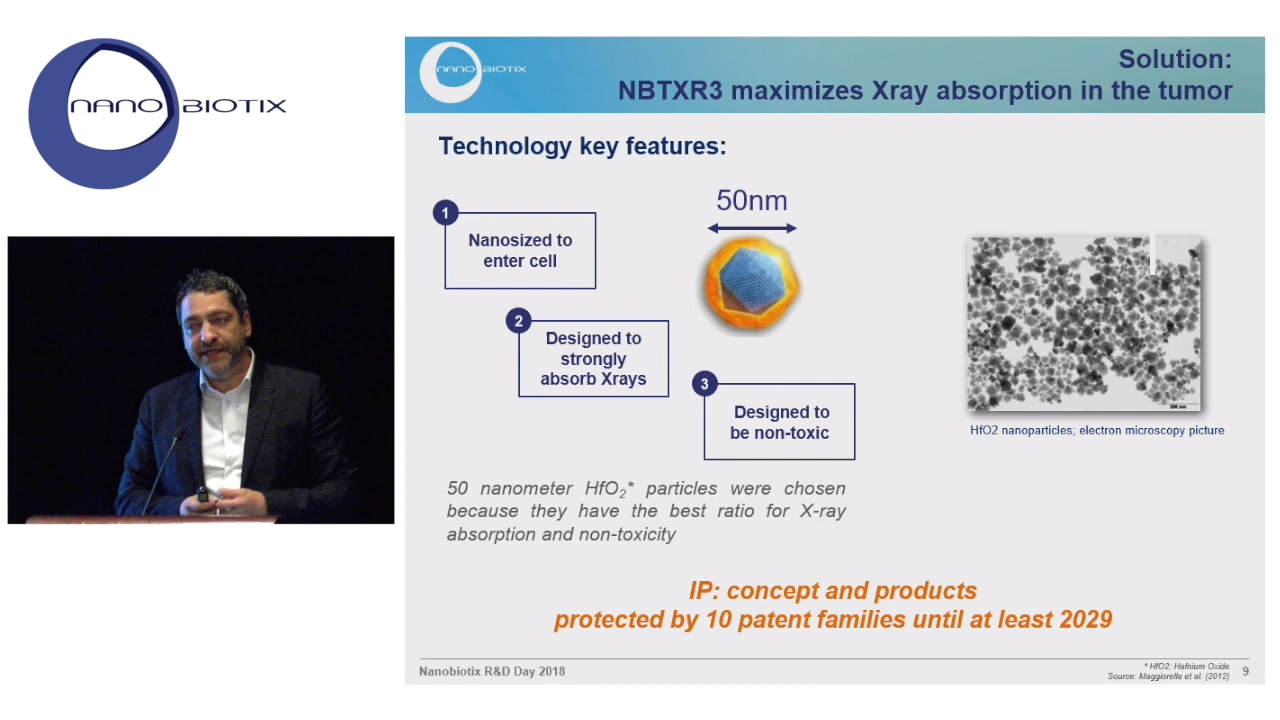 NANOBIOTIX
NANOBIOTIX
Solution:
NBTXR3 maximizes Xray absorption in the tumor
Technology key features:
50nm
1
Nanosized to
enter cell
2
Designed to
strongly
absorb Xrays
3
Designed to
be non-toxic
HfO2 nanoparticles; electron microscopy picture
50 nanometer HfO2* particles were chosen
because they have the best ratio for X-ray
absorption and non-toxicity
IP: concept and products
protected by 10 patent families until at least 2029
Nanobiotix R&D Day 2018
* HfO2: Hafnium Oxide
Source: Maggiorella et al. (2012)
9